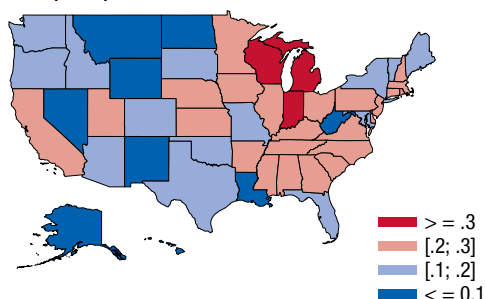 > = .3
[.2; .3]
[.1; .2]
< = 0.1